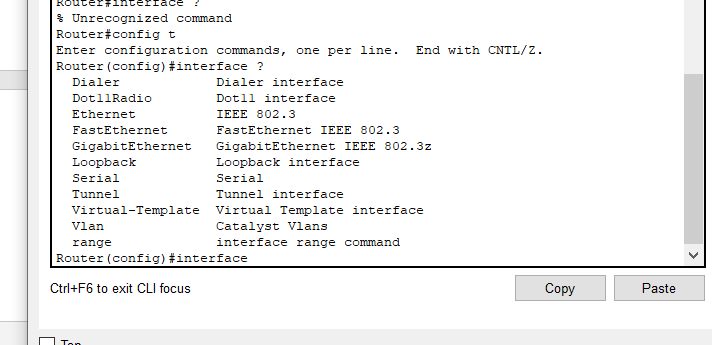 Router#interface ?
% Unrecognized command
Router#config t
Enter configuration commands, one per line.  End with CNTL/Z.
Router(config)#interface ?
  Dialer            Dialer interface
  Dot11Radio        Dot11 interface
  Ethernet          IEEE 802.3
  FastEthernet      FastEthernet IEEE 802.3
  GigabitEthernet   GigabitEthernet IEEE 802.3z
  Loopback          Loopback interface
  Serial            Serial
  Tunnel            Tunnel interface
  Virtual-Template  Virtual Template interface
  Vlan              Catalyst Vlans
  range             interface range command
Router(config)#interface
Ctrl+F6 to exit CLI focus Copy Paste
Top